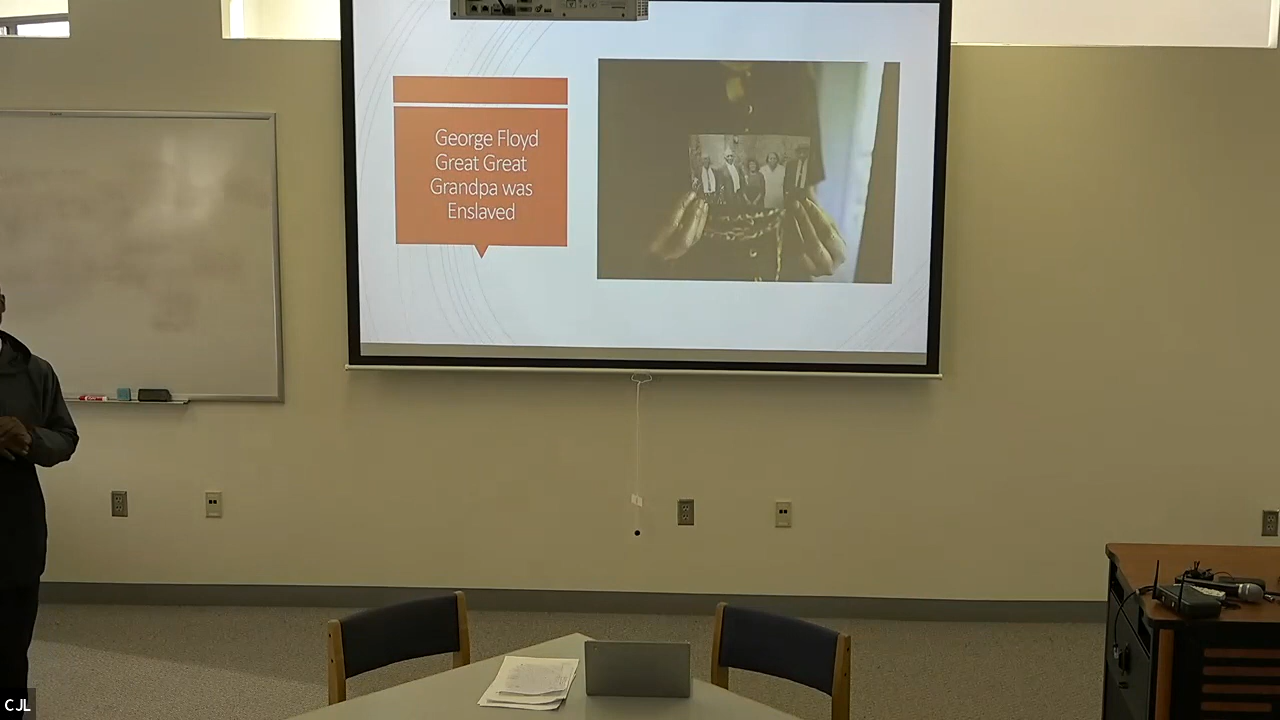 George Floyd
Great Great
Grandpa was
Enslaved
CJL